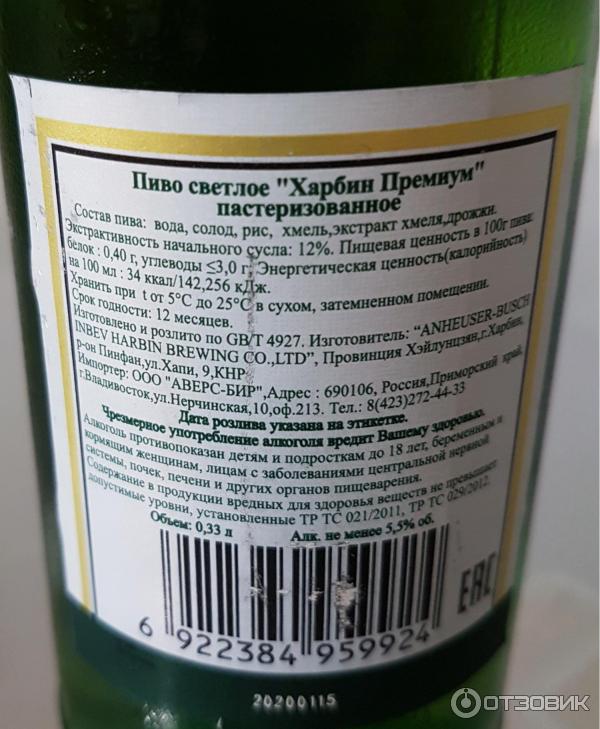 Пиво светлое "Харбин Премиум"
пастеризованное
Состав пива: вода, солод, рис, хмель,экстракт хмеля,дрожжи.
Экстрактивность начального сусла: 12%. Пищевая ценность в 100г пива:
белок : 0,40 г, углеводы ≤3,0 г; Энергетическая ценность(калорийность)
на 100 мл : 34 ккал/142,256 кДж.
Хранить при t от 5°С до 25°С в сухом, затемненном помещении.
Срок годности: 12 месяцев.
Изготовлено и розлито по GB/T 4927. Изготовитель: "ANHEUSER-BUSCH
INBEV HARBIN BREWING CO.,LTD", Провинция Хэйлунцзян,г.Харбин,
р-он Пинфан,ул.Хапи, 9,КНР
Импортер: ООО "АВЕРС-БИР",Адрес : 690106, Россия,Приморский край,
г.Владивосток,ул.Нерчинская,10,оф.213. Тел.: 8(423)272-44-33
Дата розлива указана на этикетке.
Чрезмерное употребление алкоголя вредит Вашему здоровью.
Алкоголь противопоказан детям и подросткам до 18 лет, беременным и
кормящим женщинам, лицам с заболеваниями центральной нервной
системы, почек, печени и других органов пищеварения.
Содержание в продукции вредных для здоровья веществ не превышает
допустимые уровни, установленные ТР ТС 021/2011, ТР ТС 029/2012.
Объем: 0,33 л Алк. не менее 5,5% об.
EAC
6 922384 959924
20200115
ОТЗОВИК